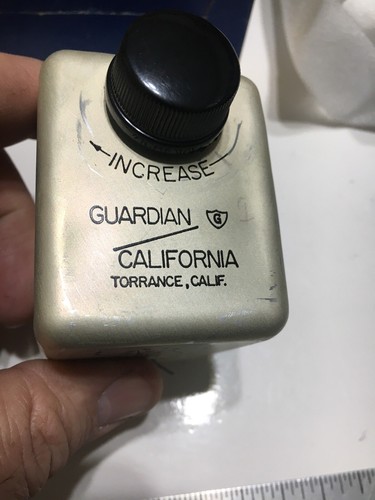 INCREASE
GUARDIAN G
CALIFORNIA
TORRANCE, CALIF.